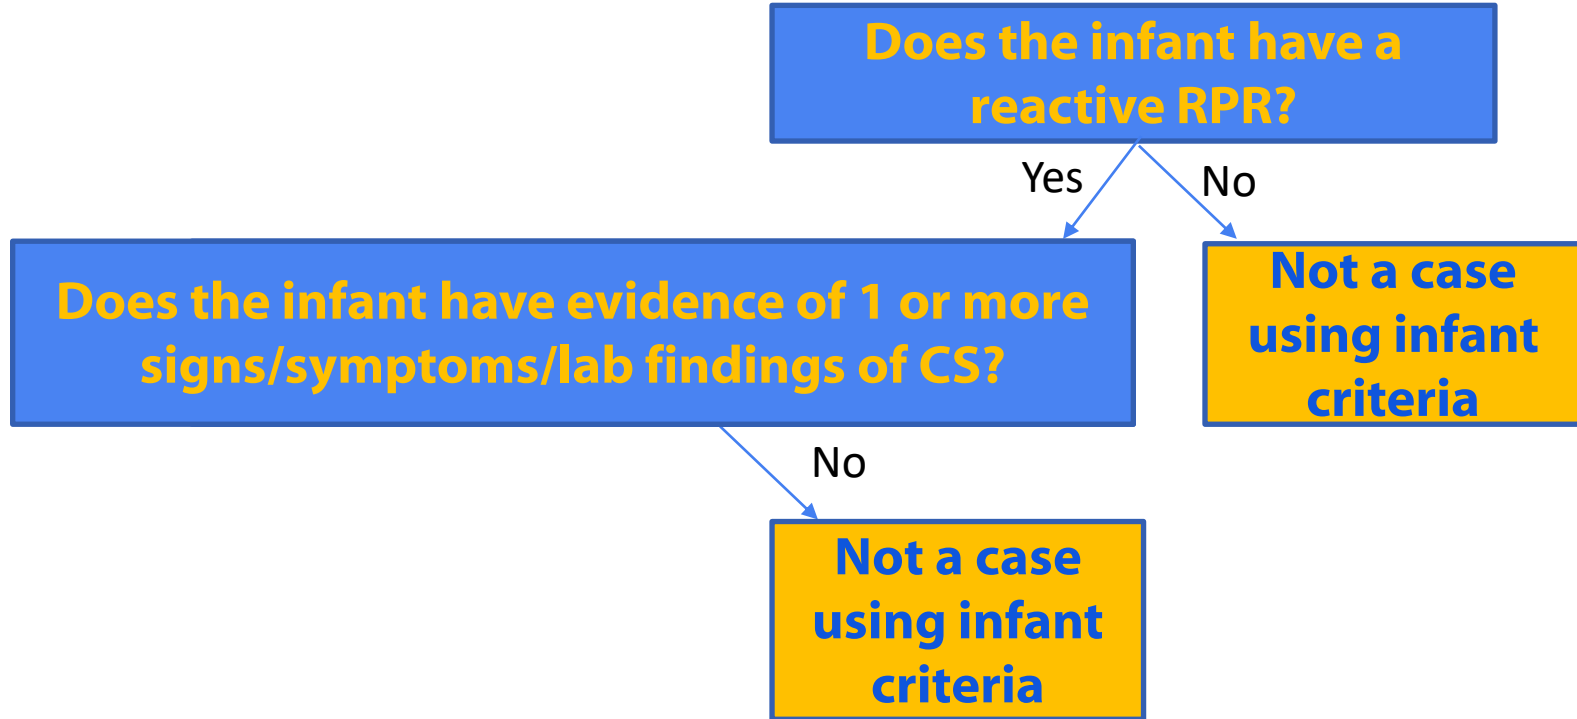 Does the infant have a
reactive RPR?
Yes
No
Does the infant have evidence of 1 or more
signs/symptoms/lab findings of CS?
Not a case
using infant
criteria
No
Not a case
using infant
criteria